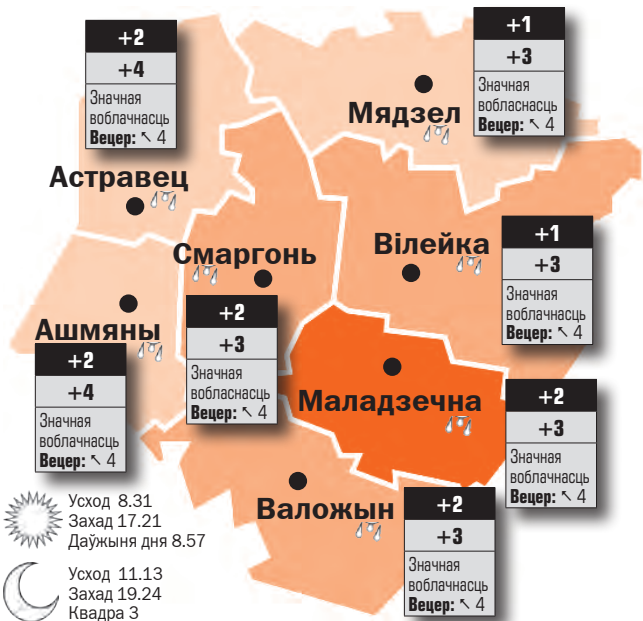 +2
+4
Значная
воблачнасць
Вецер: ↖ 4
Астравец
+1
+3
Значная
вобласнасць
Вецер: ↖ 4
Мядзел
Смаргонь
+2
+3
Значная
вобласнасць
Вецер: ↖ 4
Вілейка
+1
+3
Значная
воблачнасць
Вецер: ↖ 4
Ашмяны
+2
+4
Значная
воблачнасць
Вецер: ↖ 4
Маладзечна
+2
+3
Значная
воблачнасць
Вецер: ↖ 4
Валожын
+2
+3
Значная
воблачнасць
Вецер: ↖ 4
Усход 8.31
Захад 17.21
Даўжыня дня 8.57
Усход 11.13
Захад 19.24
Квадра 3